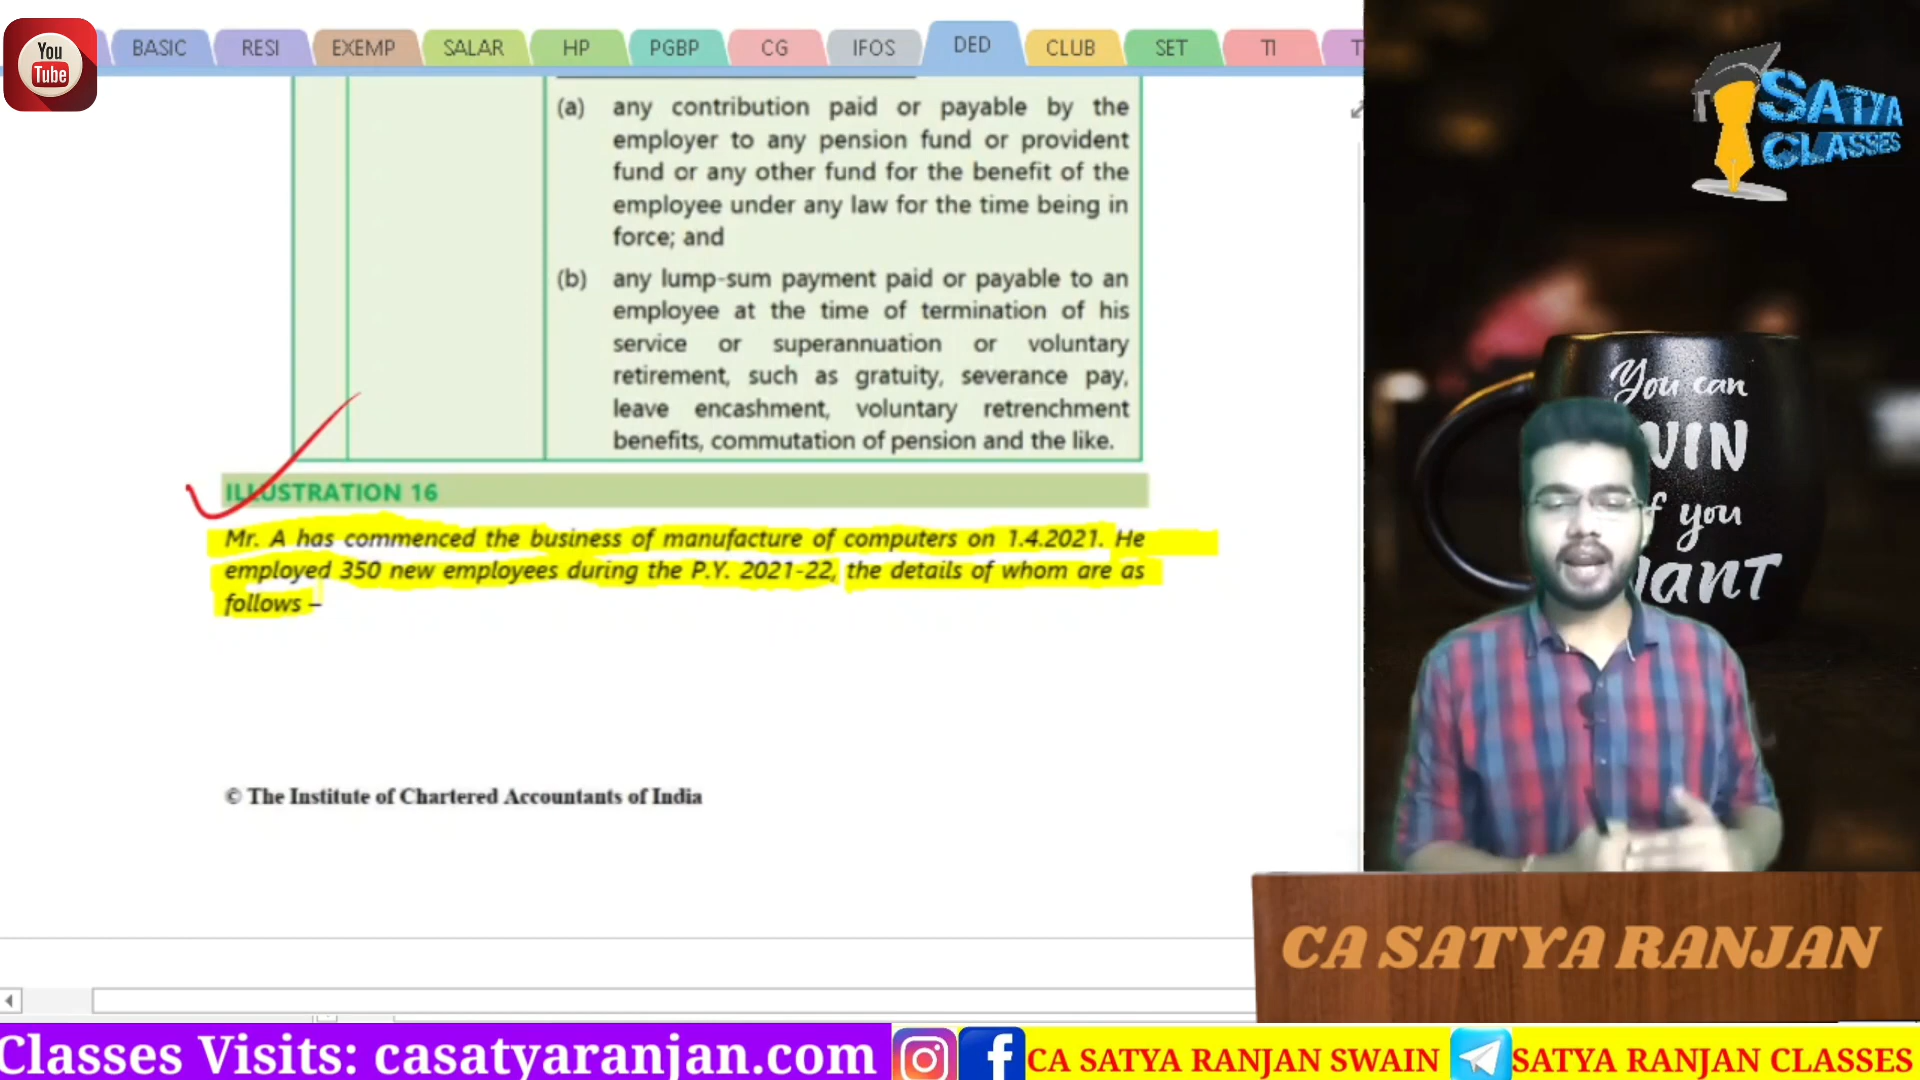 You
Tube
BASIC
RESI
EXEMP
SALAR
HP
PGBP
CG
IFOS
DED
CLUB
SET
TI
T
(a) any contribution paid or payable by the
employer to any pension fund or provident
fund or any other fund for the benefit of the
employee under any law for the time being in
force; and
(b) any lump-sum payment paid or payable to an
employee at the time of termination of his
service or superannuation or voluntary
retirement, such as gratuity, severance pay,
leave encashment, voluntary retrenchment
benefits, commutation of pension and the like.
ILLUSTRATION 16
Mr. A has commenced the business of manufacture of computers on 1.4.2021. He
employed 350 new employees during the P.Y. 2021-22, the details of whom are as
follows –
© The Institute of Chartered Accountants of India
SATYA
CLASSES
You can
WIN
if you
WANT
CA SATYA RANJAN
Classes Visits: casatyaranjan.com
CA SATYA RANJAN SWAIN
SATYA RANJAN CLASSES